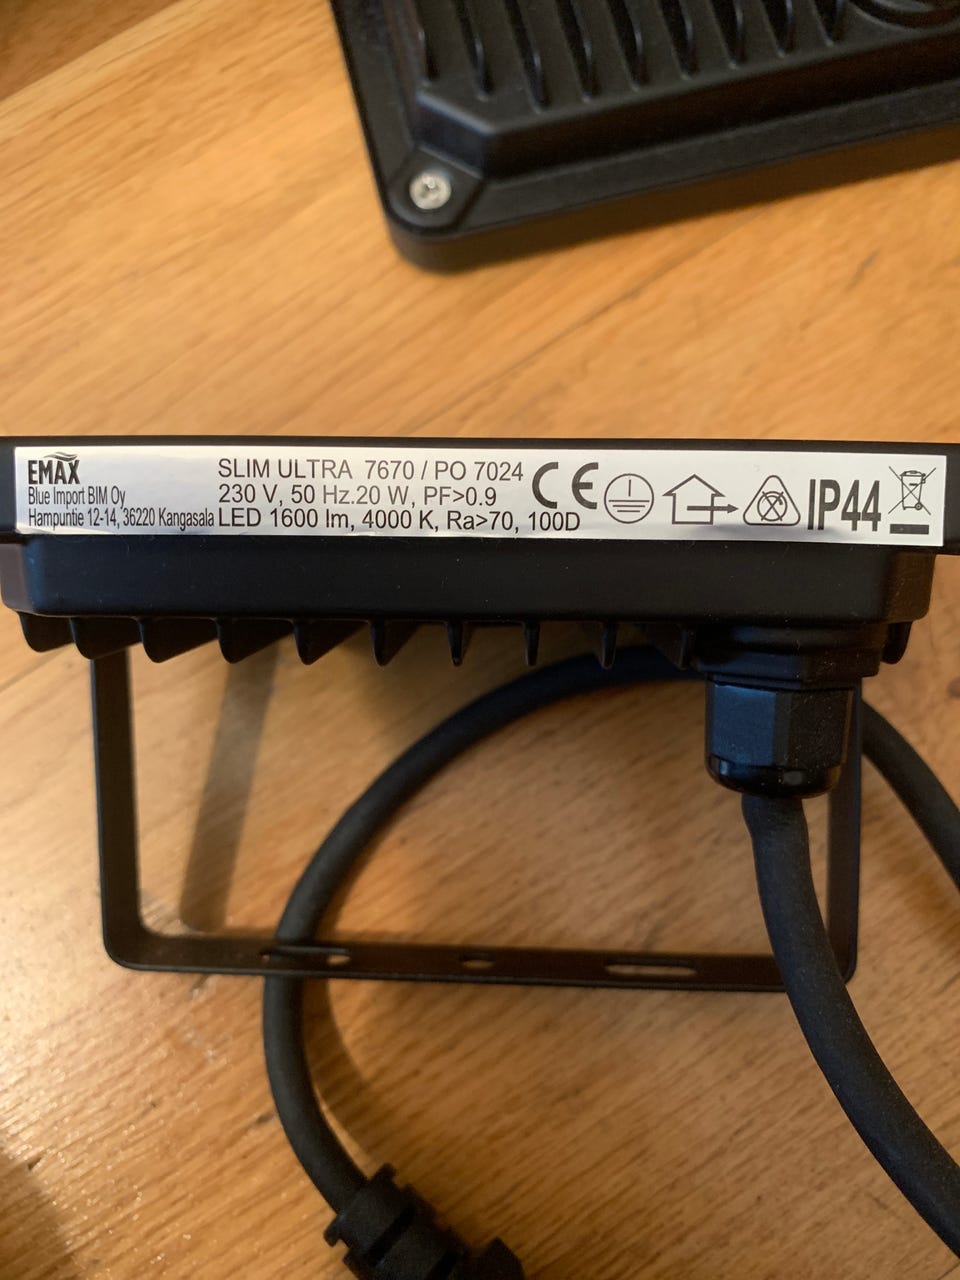 EMAX
Blue Import BIM Oy
Hampuntie 12-14, 36220 Kangasala
SLIM ULTRA 7670 / PO 7024
230 V, 50 Hz.20 W, PF>0.9
LED 1600 lm, 4000 K, Ra>70, 100D
CE
IP44